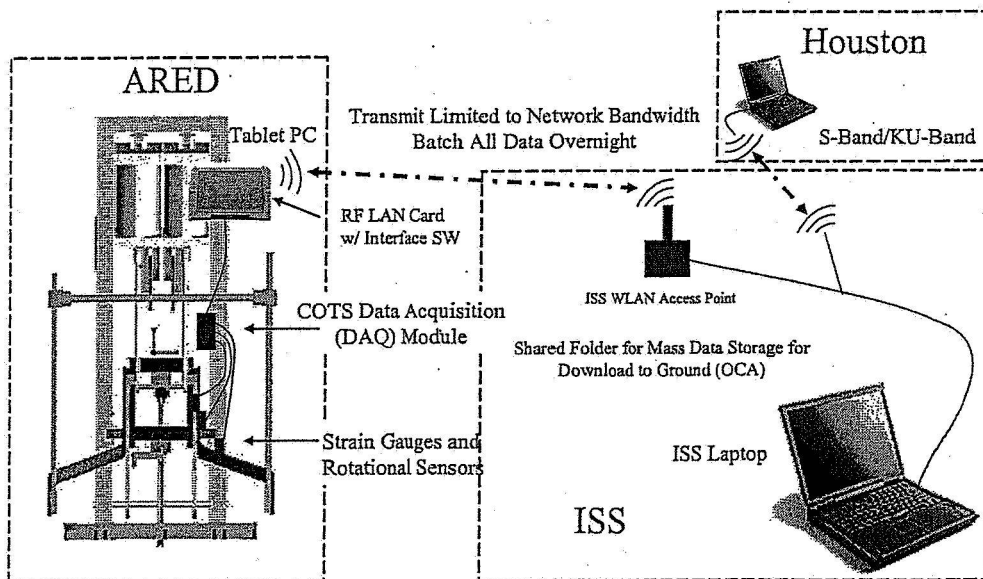 Houston
ARED
Tablet PC
Transmit Limited to Network Bandwidth
Batch All Data Overnight
S-Band/KU-Band
RF LAN Card
w/ Interface SW
ISS WLAN Access Point
COTS Data Acquisition
(DAQ) Module
Shared Folder for Mass Data Storage for
Download to Ground (OCA)
Strain Gauges and
Rotational Sensors
ISS Laptop
ISS